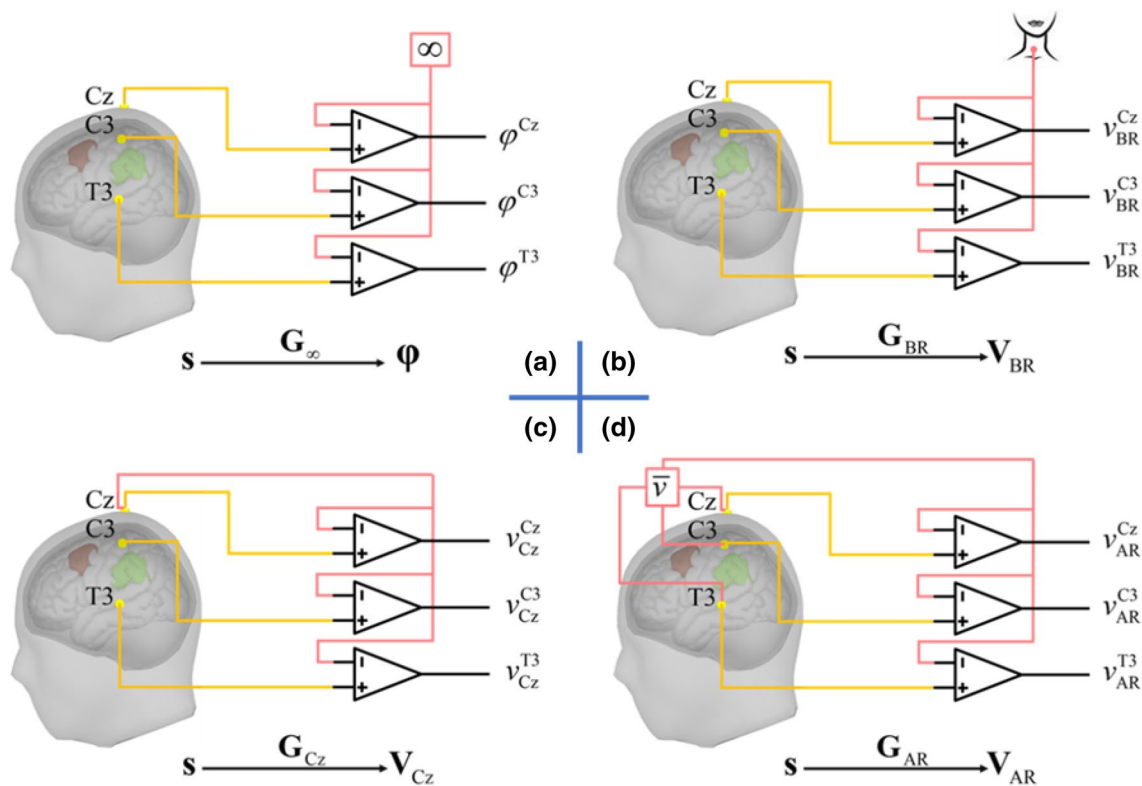 ∞
Cz
C3
T3
φ^Cz
φ^C3
φ^T3
s G_∞ φ
(a)
Cz
C3
T3
v_BR^Cz
v_BR^C3
v_BR^T3
s G_BR V_BR
(b)
Cz
C3
T3
v_Cz^Cz
v_Cz^C3
v_Cz^T3
s G_Cz V_Cz
(c)
v̅
Cz
C3
T3
v_AR^Cz
v_AR^C3
v_AR^T3
s G_AR V_AR
(d)